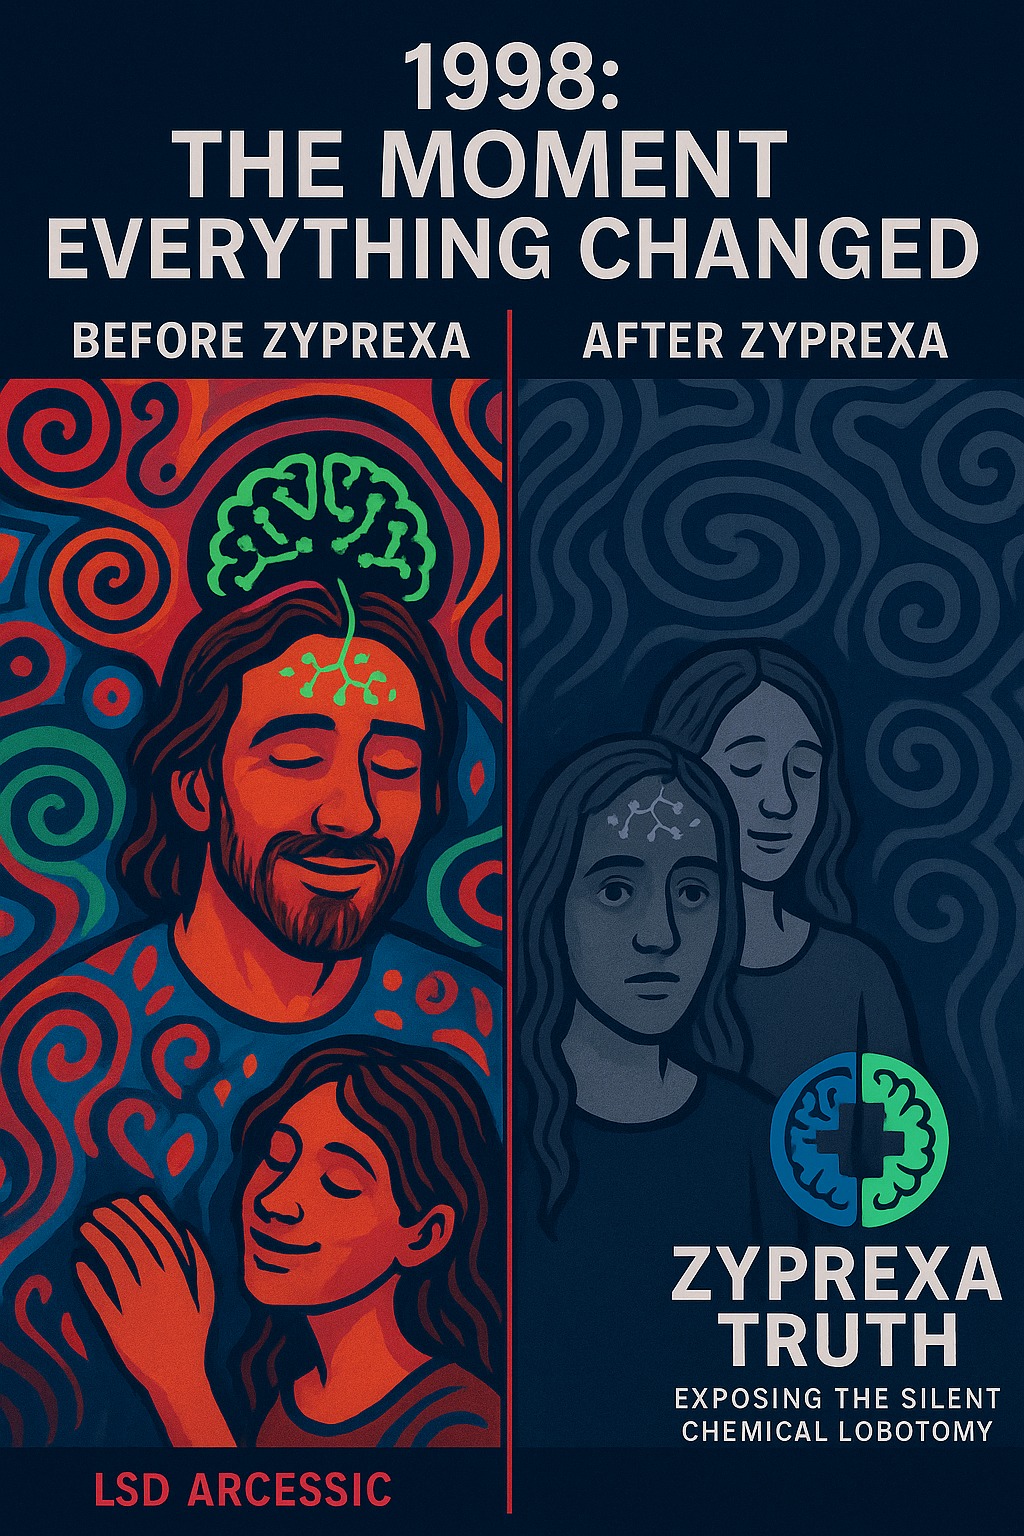 1998:
THE MOMENT
EVERYTHING CHANGED
BEFORE ZYPREXA
AFTER ZYPREXA
ZYPREXA
TRUTH
EXPOSING THE SILENT
CHEMICAL LOBOTOMY
LSD ARCESSIC